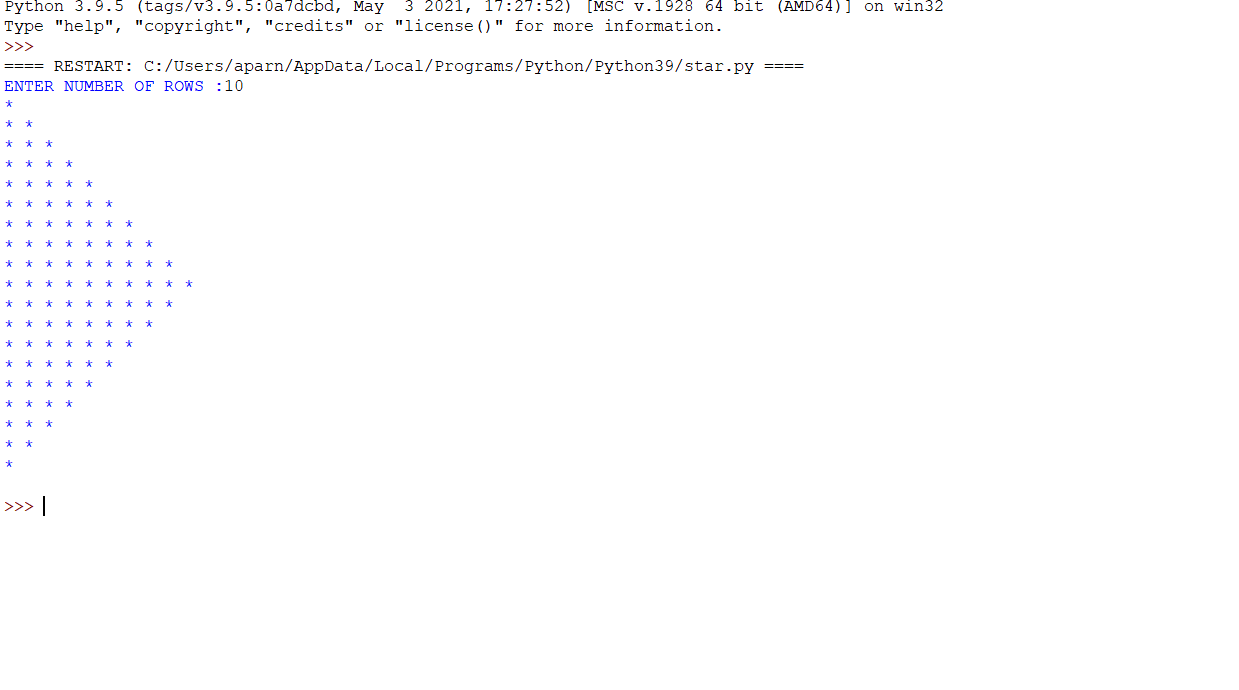 Python 3.9.5 (tags/v3.9.5:0a7dcbd, May  3 2021, 17:27:52) [MSC v.1928 64 bit (AMD64)] on win32
Type "help", "copyright", "credits" or "license()" for more information.
>>>
==== RESTART: C:/Users/aparn/AppData/Local/Programs/Python/Python39/star.py ====
ENTER NUMBER OF ROWS :10
*
* *
* * *
* * * *
* * * * *
* * * * * *
* * * * * * *
* * * * * * * *
* * * * * * * * *
* * * * * * * * * *
* * * * * * * * *
* * * * * * * *
* * * * * * *
* * * * * *
* * * * *
* * * *
* * *
* *
*
>>>